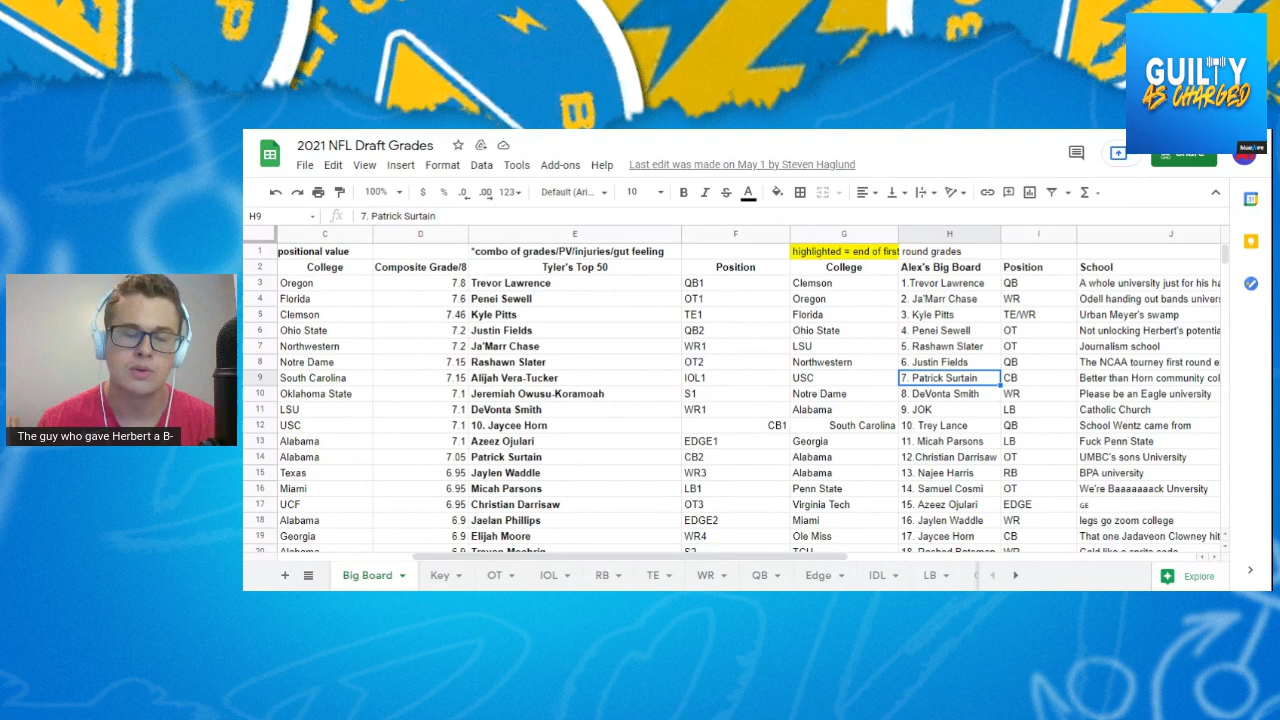 GUILTY
AS CHARGED
2021 NFL Draft Grades
File Edit View Insert Format Data Tools Add-ons Help Last edit was made on May 1 by Steven Haglund
100% $ % .0 .00 123 Default (Ari... 10 B I S A
H9 fx 7. Patrick Surtain
C D E F G H I J
1 positional value *combo of grades/PV/injuries/gut feeling highlighted = end of first round grades
2 College Composite Grade/8 Tyler's Top 50 Position College Alex's Big Board Position School
3 Oregon 7.8 Trevor Lawrence QB1 Clemson 1.Trevor Lawrence QB A whole university just for his ha
4 Florida 7.6 Penei Sewell OT1 Oregon 2. Ja'Marr Chase WR Odell handing out bands univers
5 Clemson 7.46 Kyle Pitts TE1 Florida 3. Kyle Pitts TE/WR Urban Meyer's swamp
6 Ohio State 7.2 Justin Fields QB2 Ohio State 4. Penei Sewell OT Not unlocking Herbert's potentia
7 Northwestern 7.2 Ja'Marr Chase WR1 LSU 5. Rashawn Slater OT Journalism school
8 Notre Dame 7.15 Rashawn Slater OT2 Northwestern 6. Justin Fields QB The NCAA tourney first round e
9 South Carolina 7.15 Alijah Vera-Tucker IOL1 USC 7. Patrick Surtain CB Better than Horn community col
10 Oklahoma State 7.1 Jeremiah Owusu-Koramoah S1 Notre Dame 8. DeVonta Smith WR Please be an Eagle university
11 LSU 7.1 DeVonta Smith WR1 Alabama 9. JOK LB Catholic Church
12 USC 7.1 10. Jaycee Horn CB1 South Carolina 10. Trey Lance QB School Wentz came from
13 Alabama 7.1 Azeez Ojulari EDGE1 Georgia 11. Micah Parsons LB Fuck Penn State
14 Alabama 7.05 Patrick Surtain CB2 Alabama 12.Christian Darrisaw OT UMBC's sons University
15 Texas 6.95 Jaylen Waddle WR3 Alabama 13. Najee Harris RB BPA university
16 Miami 6.95 Micah Parsons LB1 Penn State 14. Samuel Cosmi OT We're Baaaaaaack Unversity
17 UCF 6.95 Christian Darrisaw OT3 Virginia Tech 15. Azeez Ojulari EDGE GE
18 Alabama 6.9 Jaelan Phillips EDGE2 Miami 16. Jaylen Waddle WR legs go zoom college
19 Georgia 6.9 Elijah Moore WR4 Ole Miss 17. Jaycee Horn CB That one Jadaveon Clowney hit
Big Board Key OT IOL RB TE WR QB Edge IDL LB Explore
The guy who gave Herbert a B-